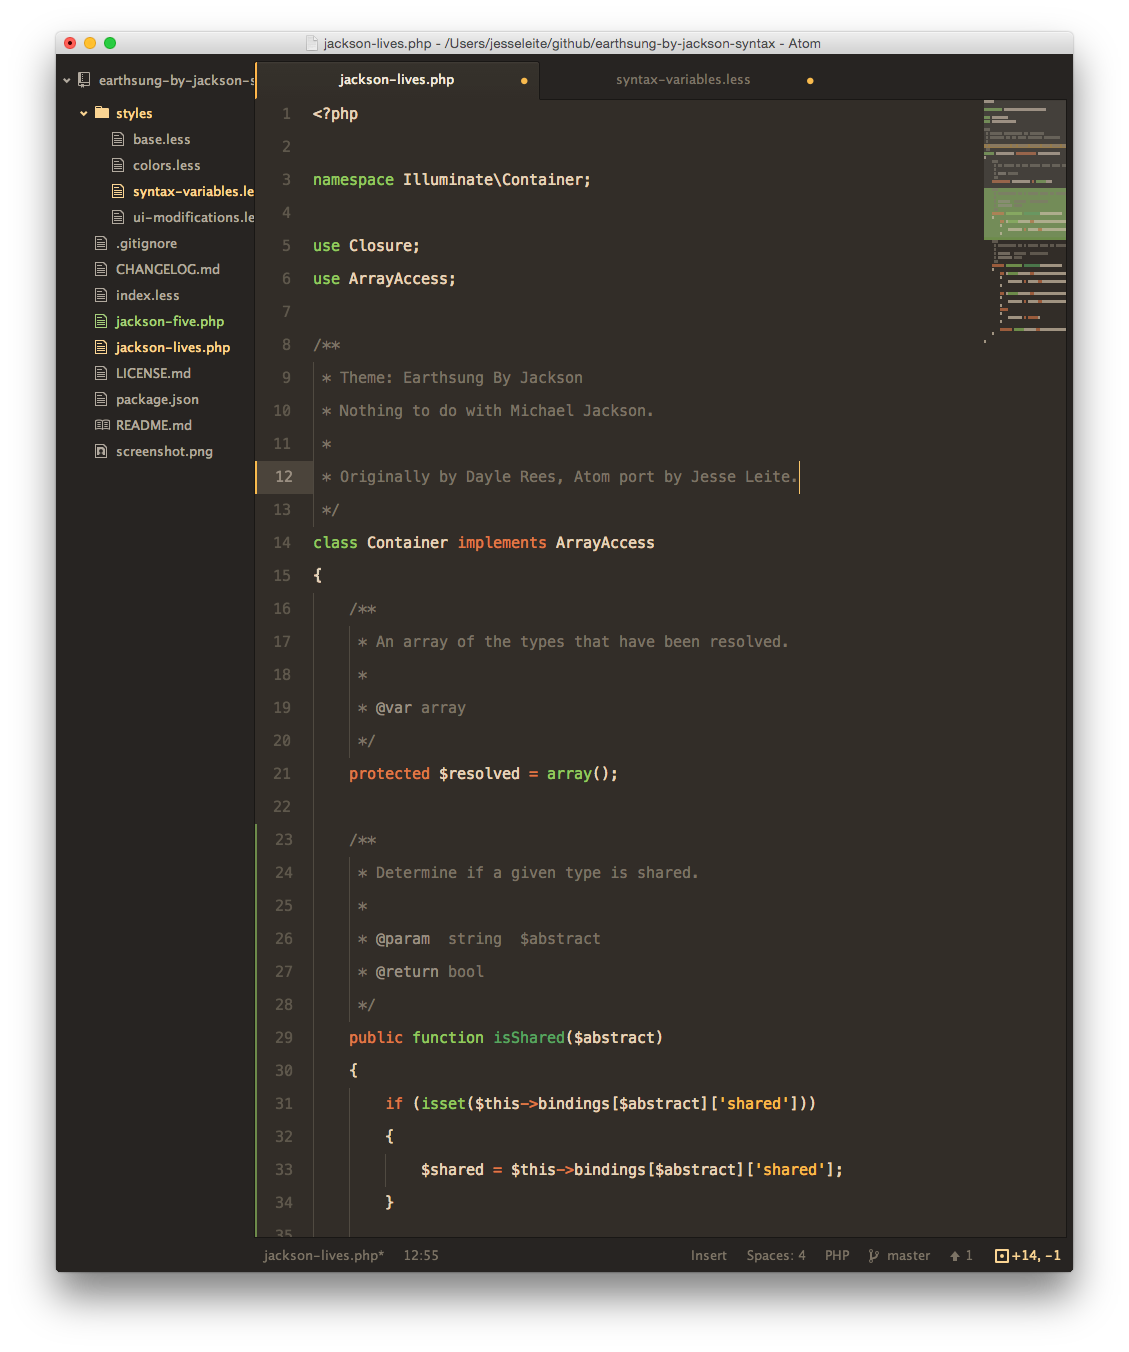 jackson-lives.php - /Users/jesseleite/github/earthsung-by-jackson-syntax - Atom
earthsung-by-jackson-s
styles
base.less
colors.less
syntax-variables.le
ui-modifications.le
.gitignore
CHANGELOG.md
index.less
jackson-five.php
jackson-lives.php
LICENSE.md
package.json
README.md
screenshot.png
jackson-lives.php
syntax-variables.less
1 <?php
2
3 namespace Illuminate\Container;
4
5 use Closure;
6 use ArrayAccess;
7
8 /**
9 * Theme: Earthsung By Jackson
10 * Nothing to do with Michael Jackson.
11 *
12 * Originally by Dayle Rees, Atom port by Jesse Leite.
13 */
14 class Container implements ArrayAccess
15 {
16 /**
17 * An array of the types that have been resolved.
18 *
19 * @var array
20 */
21 protected $resolved = array();
22
23 /**
24 * Determine if a given type is shared.
25 *
26 * @param  string  $abstract
27 * @return bool
28 */
29 public function isShared($abstract)
30 {
31 if (isset($this->bindings[$abstract]['shared']))
32 {
33 $shared = $this->bindings[$abstract]['shared'];
34 }
35
jackson-lives.php* 12:55 Insert Spaces: 4 PHP master 1 +14, -1